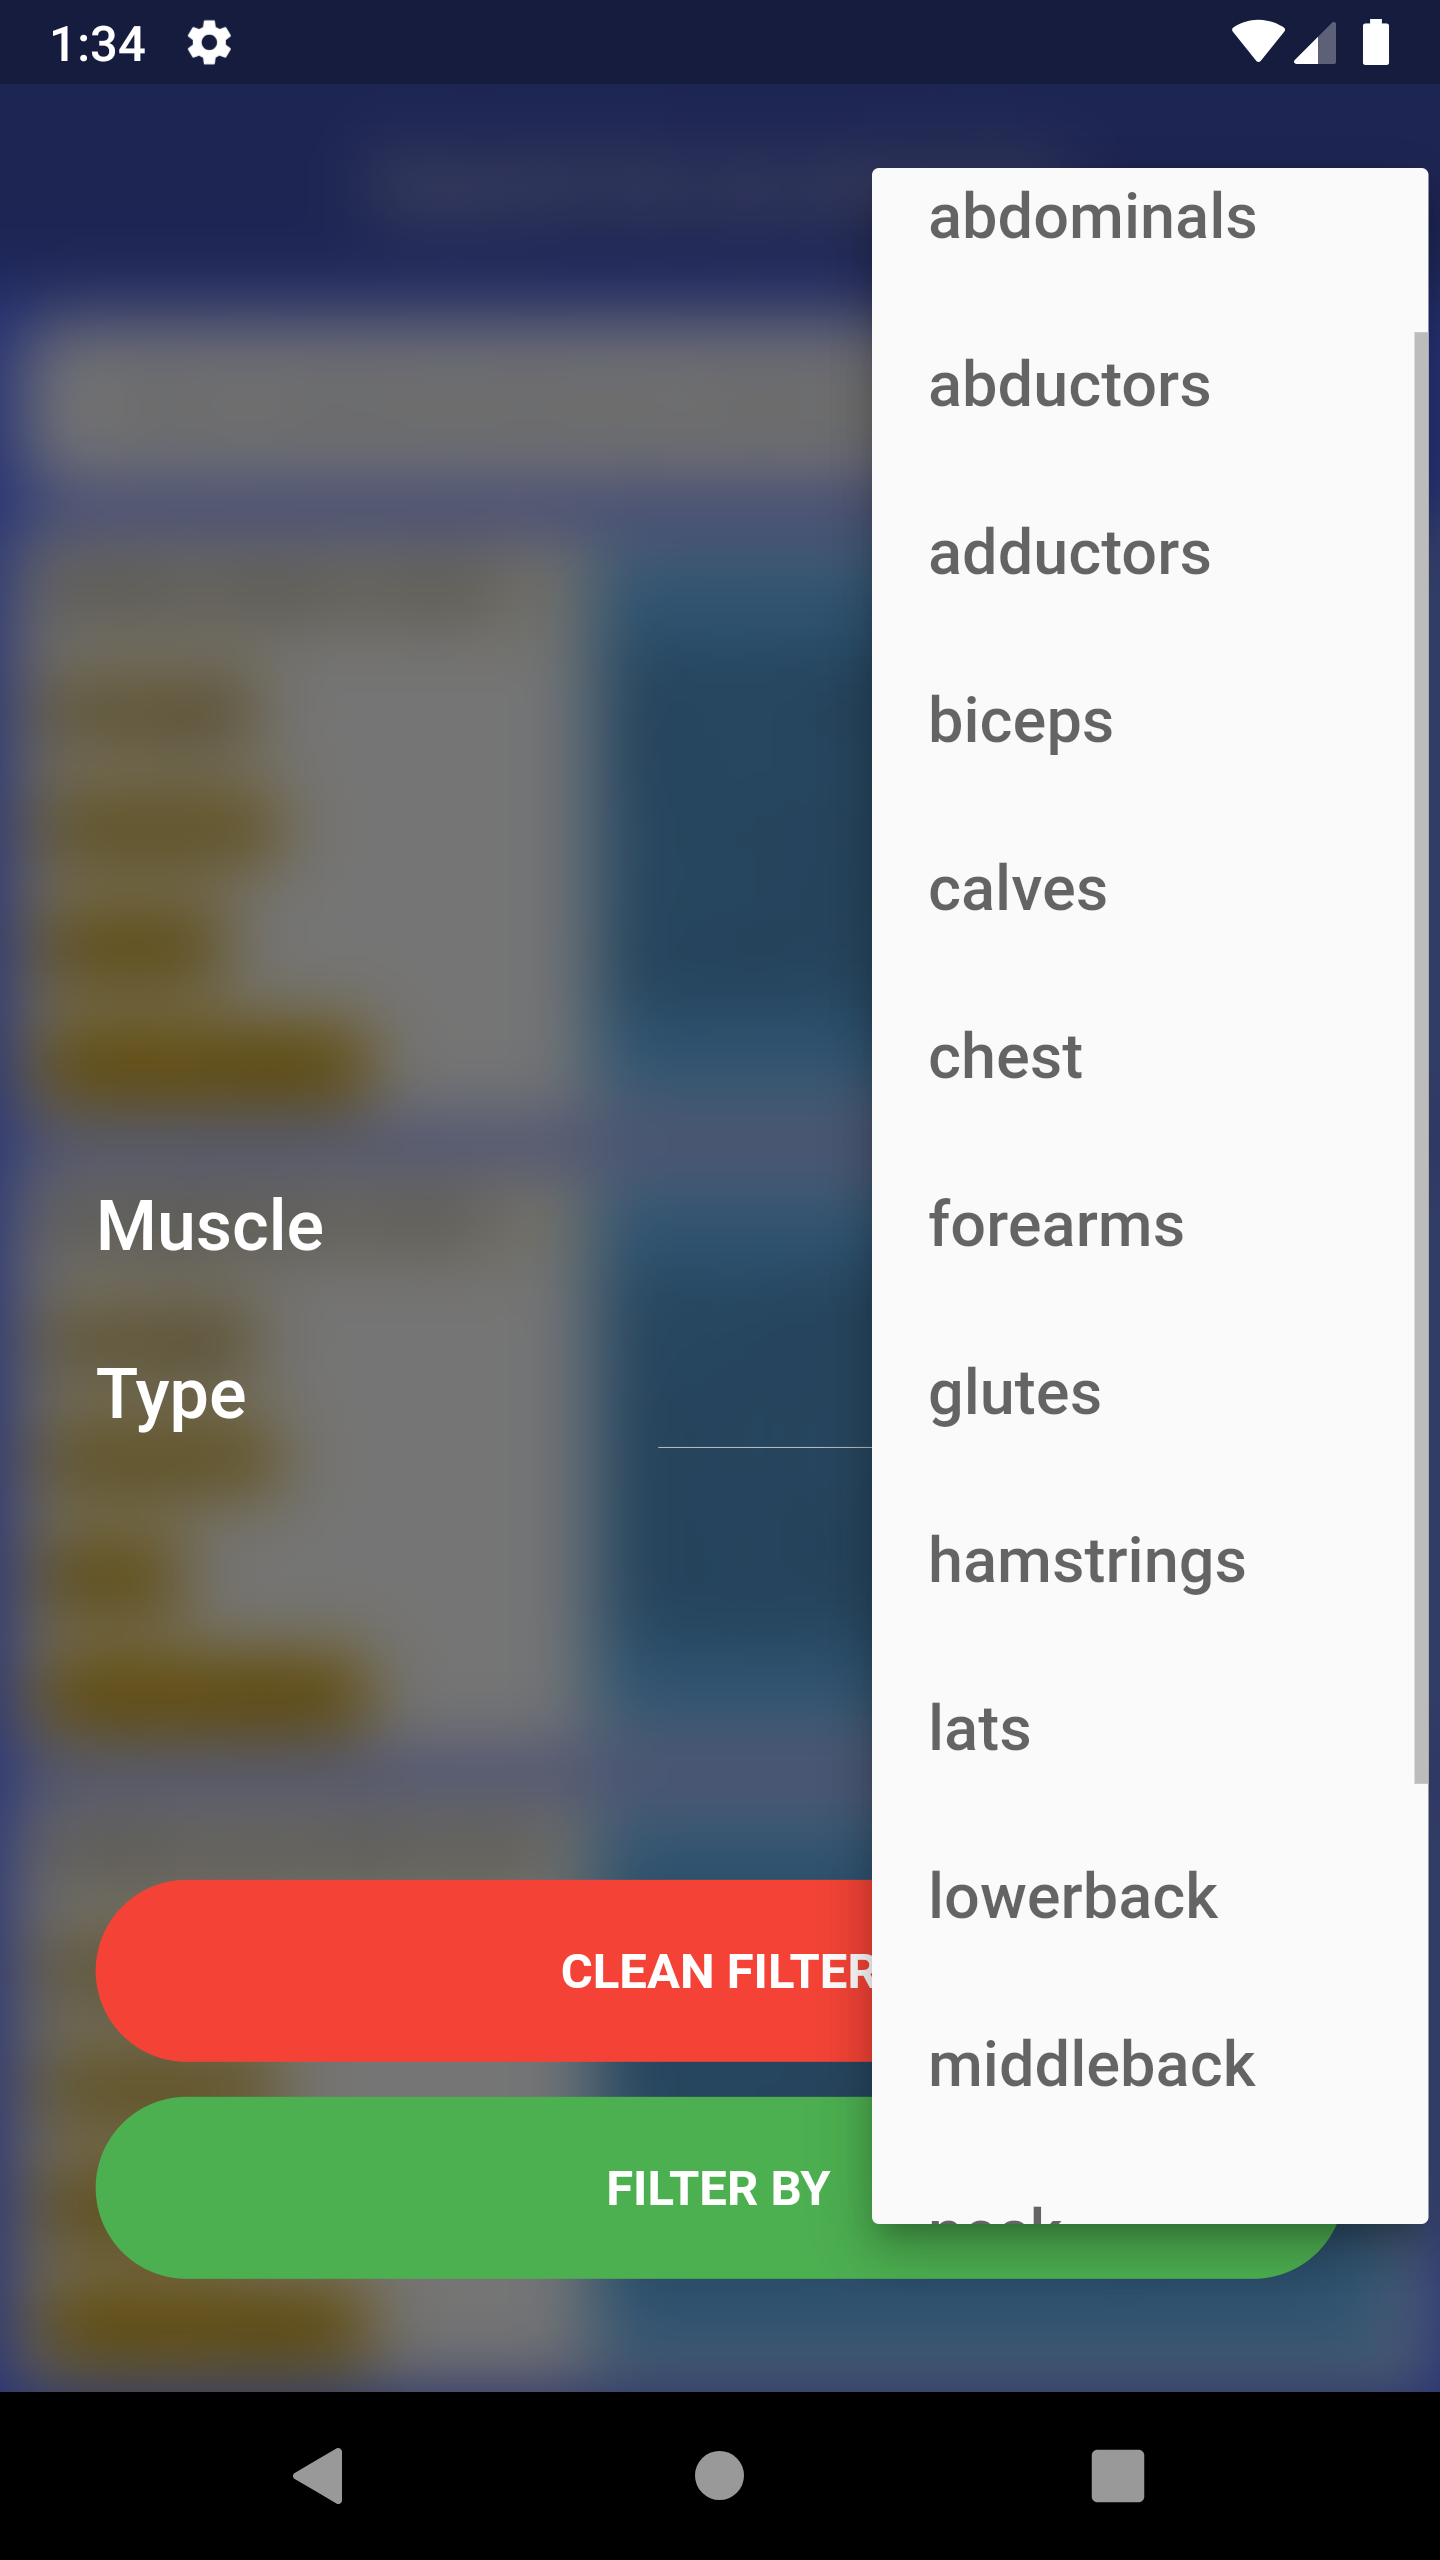 1:34
abdominals
abductors
adductors
biceps
calves
chest
Muscle
forearms
Type
glutes
hamstrings
lats
lowerback
CLEAN FILTER
middleback
FILTER BY